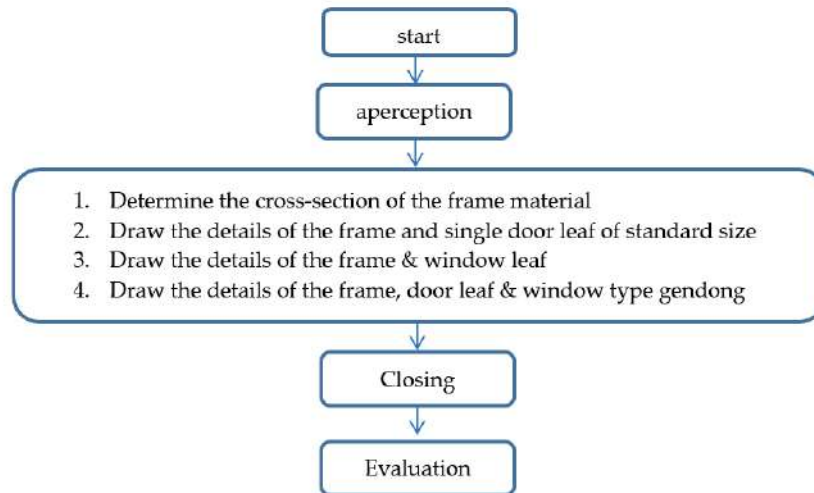 start
aperception
1. Determine the cross-section of the frame material
2. Draw the details of the frame and single door leaf of standard size
3. Draw the details of the frame & window leaf
4. Draw the details of the frame, door leaf & window type gendong
Closing
Evaluation